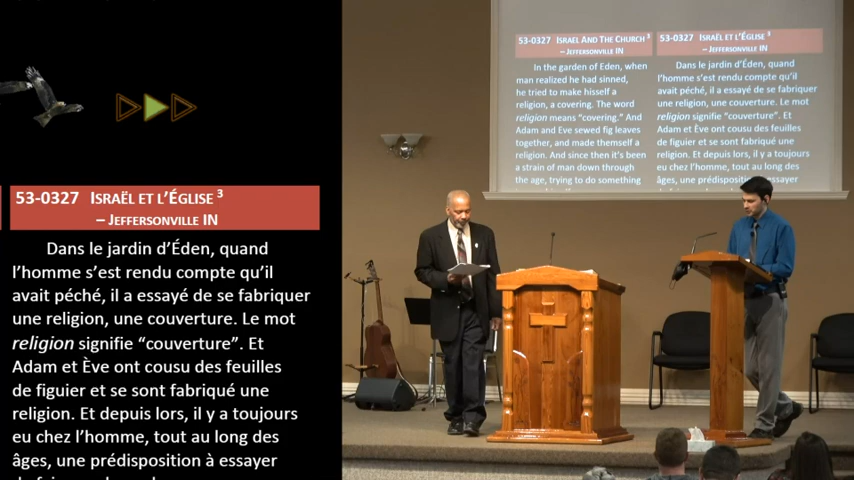 53-0327 ISRAËL ET L'ÉGLISE 3
– JEFFERSONVILLE IN
Dans le jardin d'Éden, quand
l'homme s'est rendu compte qu'il
avait péché, il a essayé de se fabriquer
une religion, une couverture. Le mot
religion signifie “couverture”. Et
Adam et Ève ont cousu des feuilles
de figuier et se sont fabriqué une
religion. Et depuis lors, il y a toujours
eu chez l'homme, tout au long des
âges, une prédisposition à essayer
53-0327 ISRAEL AND THE CHURCH 3
– JEFFERSONVILLE IN
In the garden of Eden, when
man realized he had sinned,
he tried to make hisself a
religion, a covering. The word
religion means “covering.” And
Adam and Eve sewed fig leaves
together, and made themself a
religion. And since then it's been
a strain of man down through
the age, trying to do something
53-0327 ISRAËL ET L'ÉGLISE 3
– JEFFERSONVILLE IN
Dans le jardin d'Éden, quand
l'homme s'est rendu compte qu'il
avait péché, il a essayé de se fabriquer
une religion, une couverture. Le mot
religion signifie “couverture”. Et
Adam et Ève ont cousu des feuilles
de figuier et se sont fabriqué une
religion. Et depuis lors, il y a toujours
eu chez l'homme, tout au long des
âges, une prédisposition à essayer